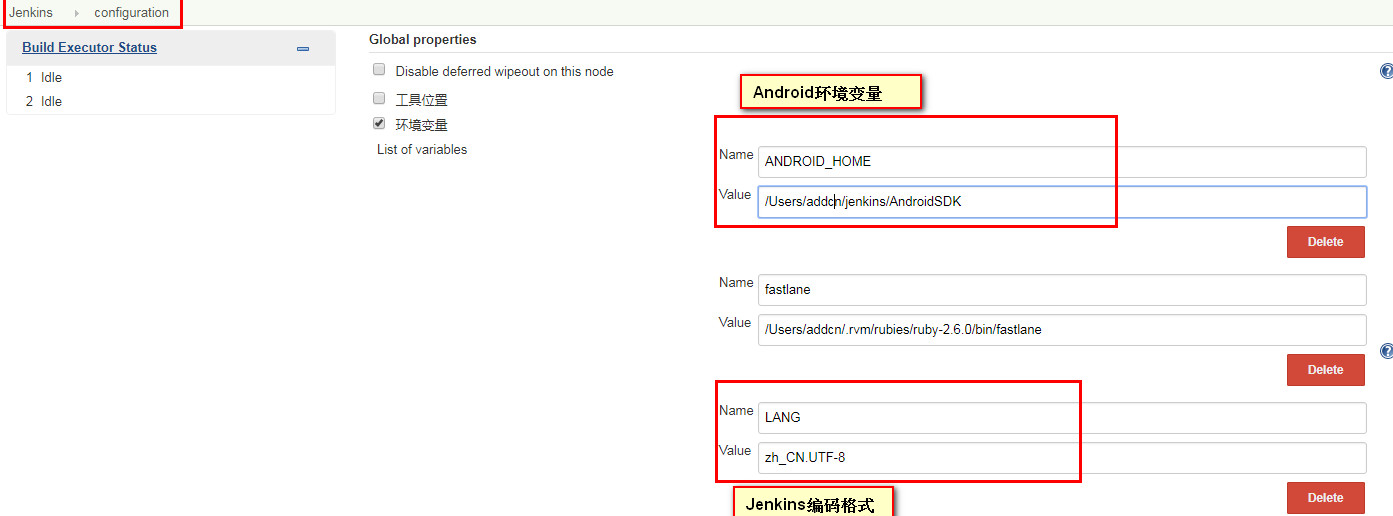 Jenkins configuration
Build Executor Status
1 Idle
2 Idle
Global properties
Disable deferred wipeout on this node
工具位置
环境变量
List of variables
Android环境变量
Name ANDROID_HOME
Value /Users/addcn/jenkins/AndroidSDK
Delete
Name fastlane
Value /Users/addcn/.rvm/rubies/ruby-2.6.0/bin/fastlane
Delete
Name LANG
Value zh_CN.UTF-8
Delete
Jenkins编码格式